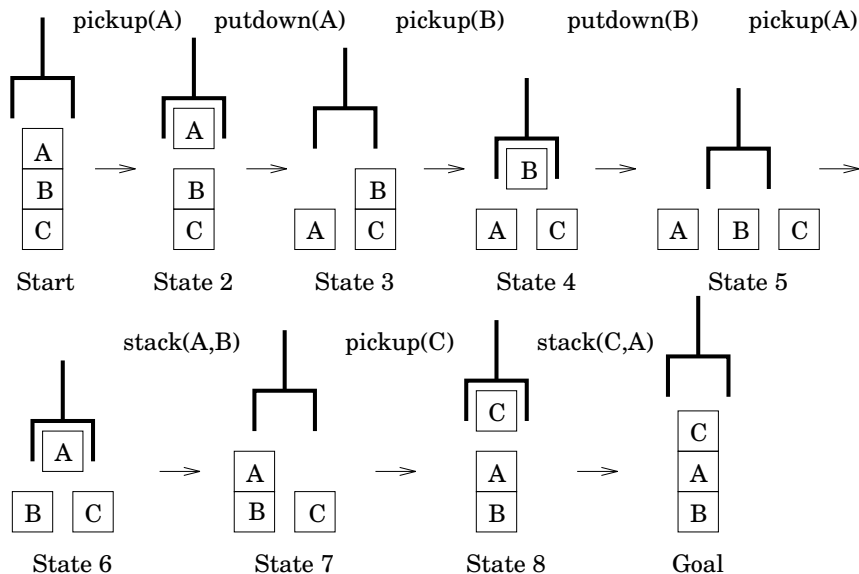 pickup(A) putdown(A) pickup(B) putdown(B) pickup(A)
A
B
C
A
B
C
A
B
C
B
A
C
A
B
C
Start State 2 State 3 State 4 State 5
stack(A,B) pickup(C) stack(C,A)
A
B
C
A
B
C
C
A
B
C
A
B
State 6 State 7 State 8 Goal